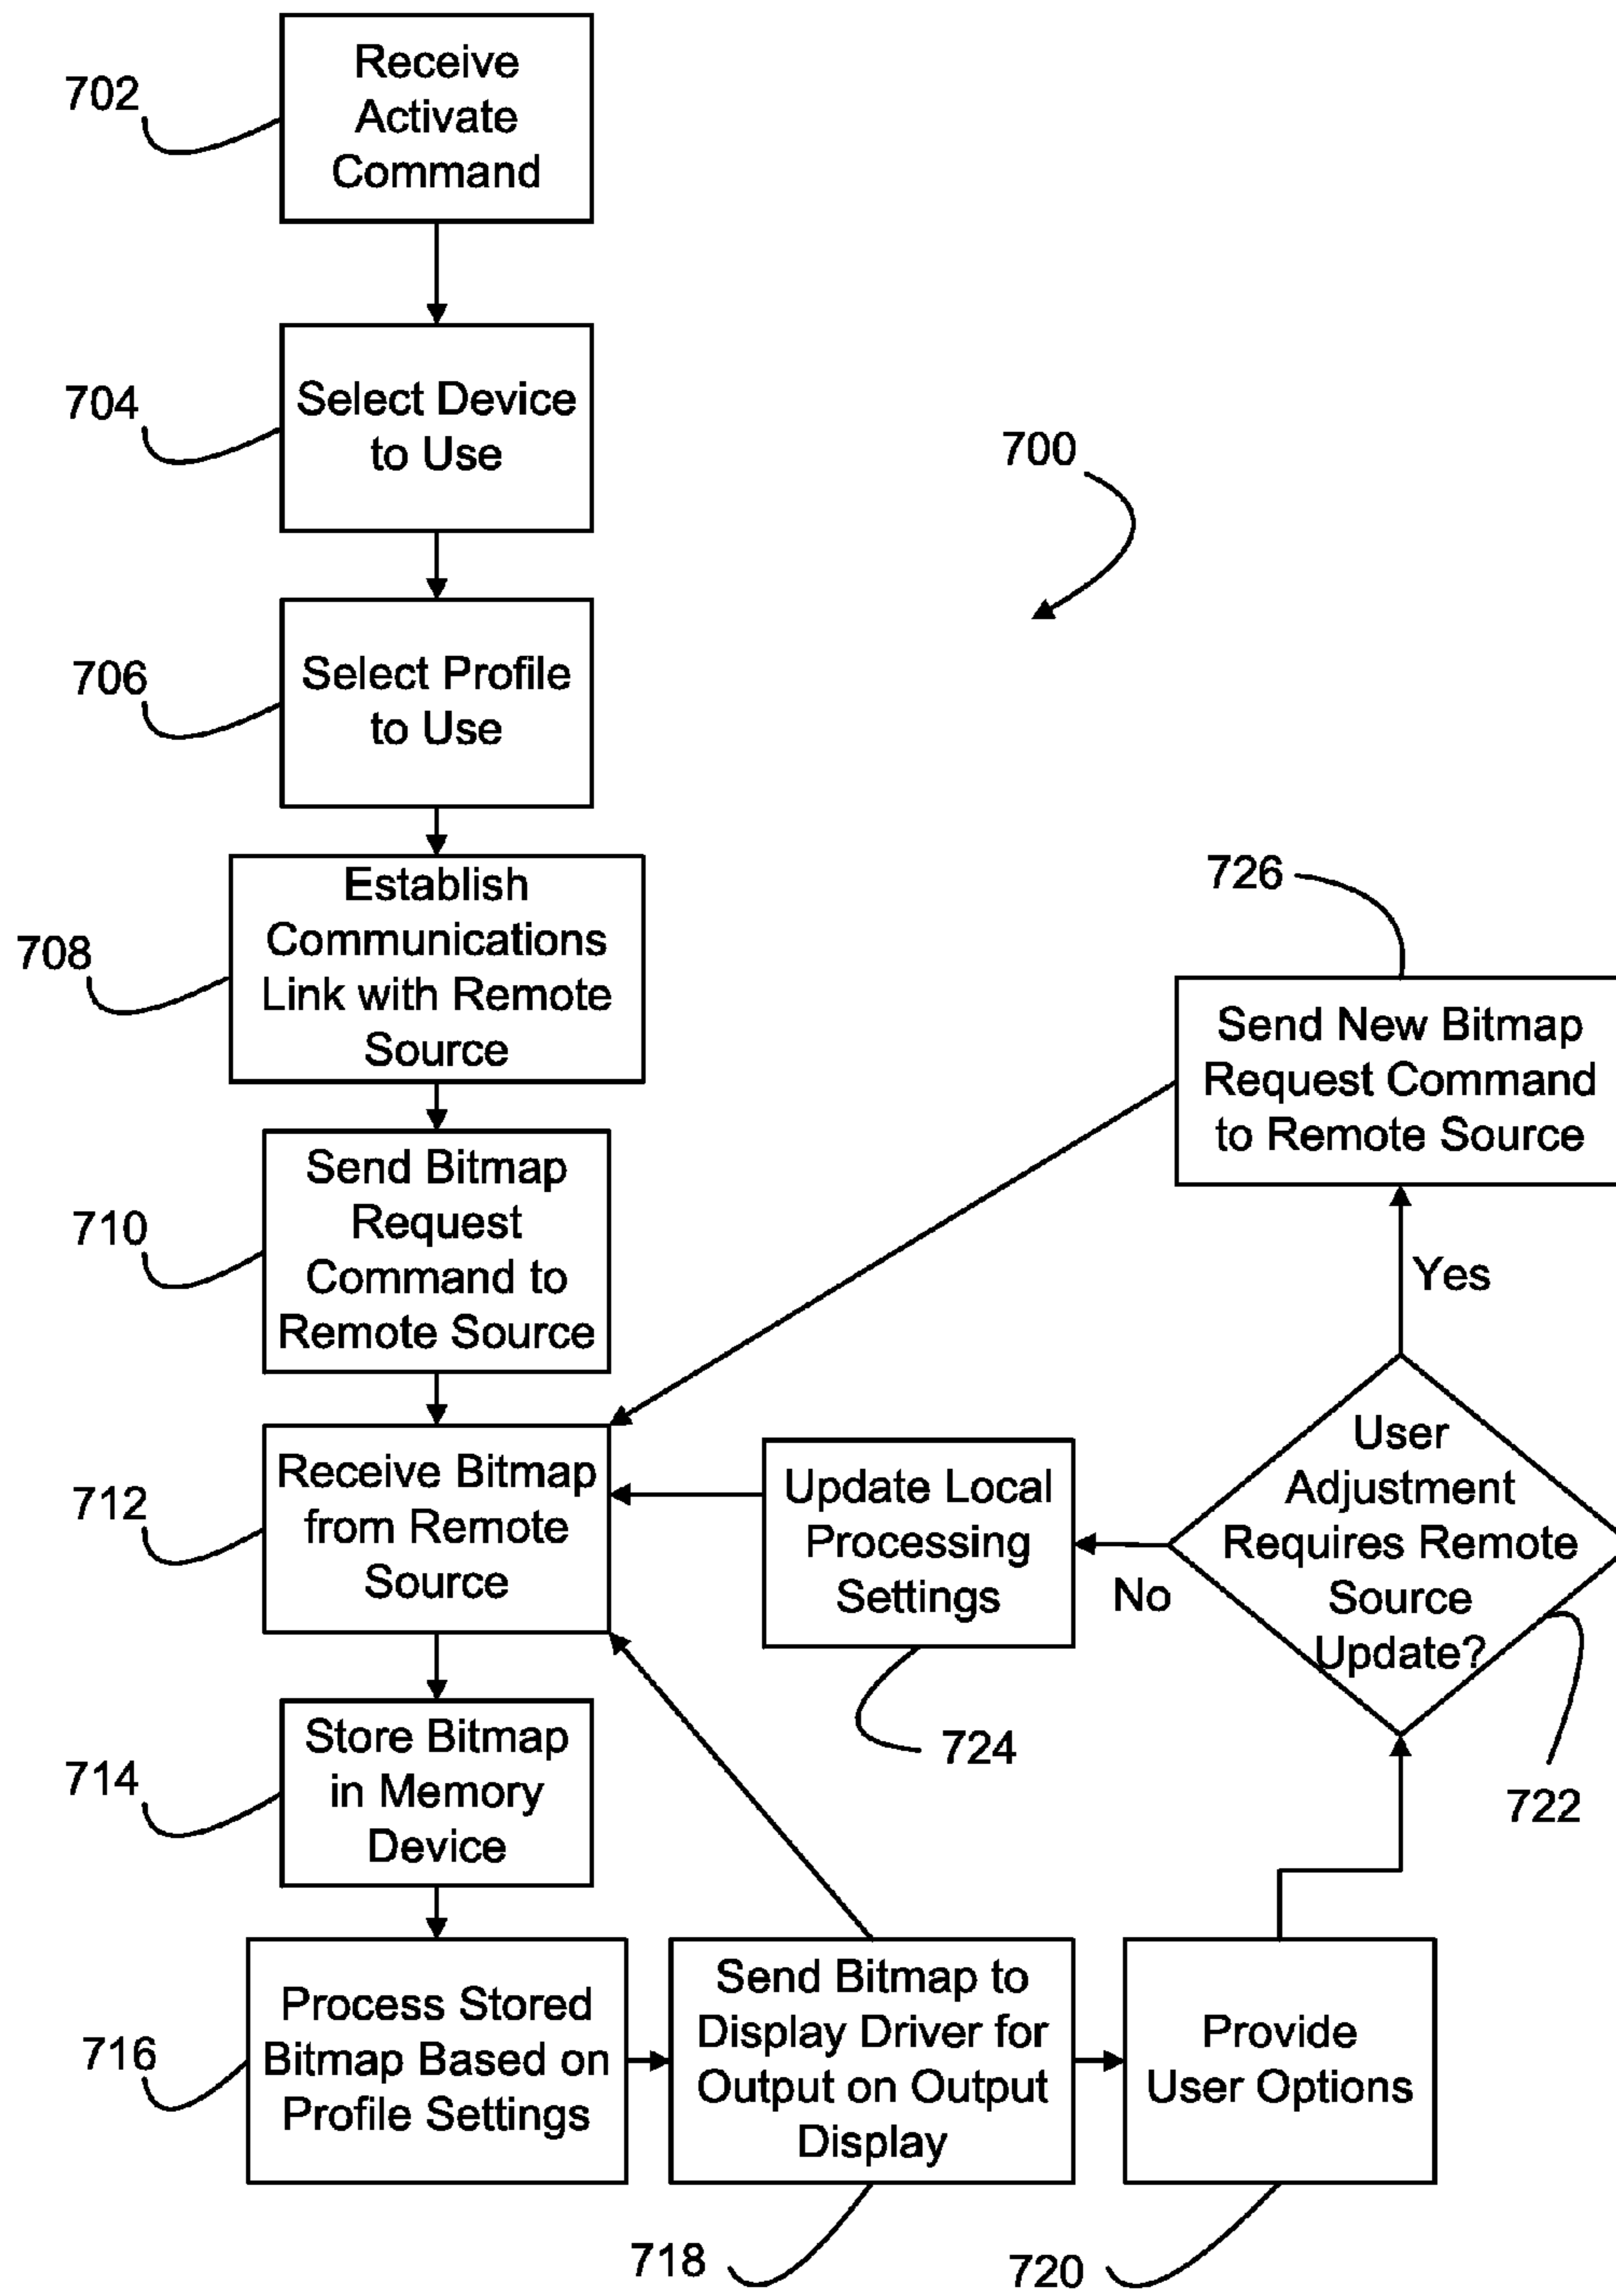 702
Receive
Activate
Command
704
Select Device
to Use
700
706
Select Profile
to Use
708
Establish
Communications
Link with Remote
Source
726
Send New Bitmap
Request Command
to Remote Source
710
Send Bitmap
Request
Command to
Remote Source
Yes
712
Receive Bitmap
from Remote
Source
Update Local
Processing
Settings
724
No
User
Adjustment
Requires Remote
Source
Update?
722
714
Store Bitmap
in Memory
Device
716
Process Stored
Bitmap Based on
Profile Settings
Send Bitmap to
Display Driver for
Output on Output
Display
718
Provide
User Options
720